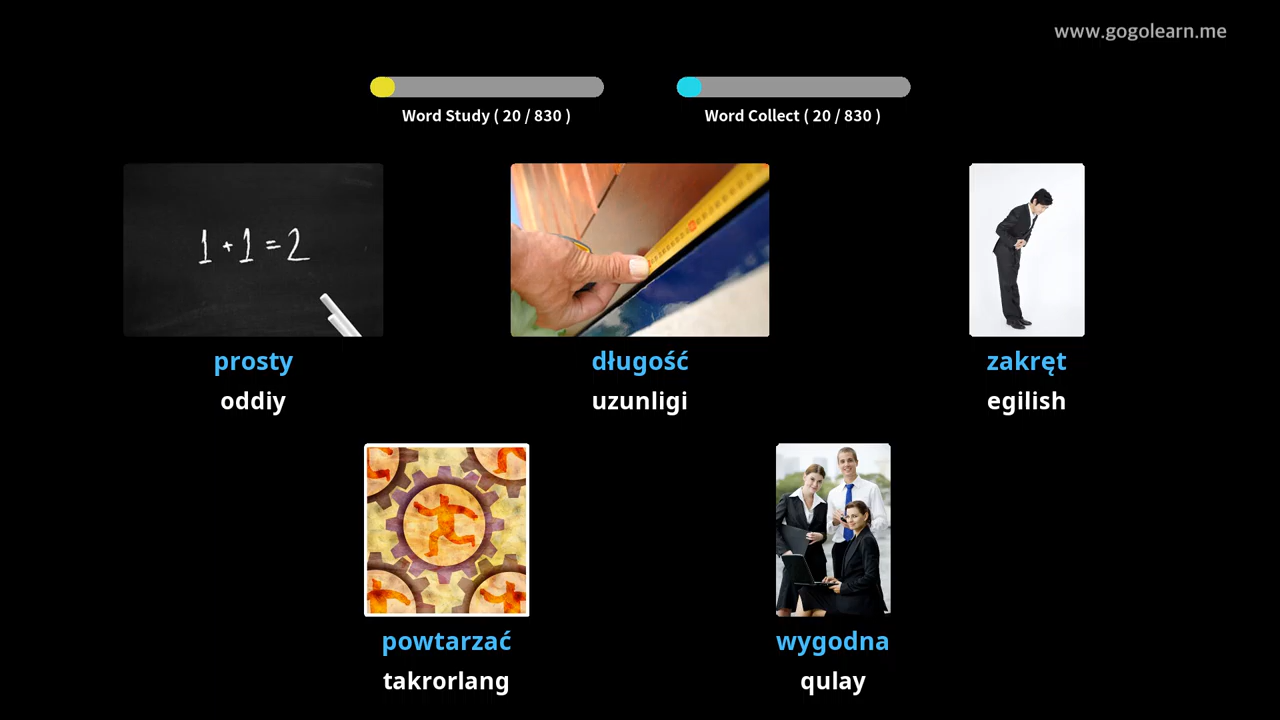 www.gogolearn.me
Word Study ( 20 / 830 )
Word Collect ( 20 / 830 )
1 + 1 = 2
prosty
oddiy
długość
uzunligi
zakręt
egilish
powtarzać
takrorlang
wygodna
qulay